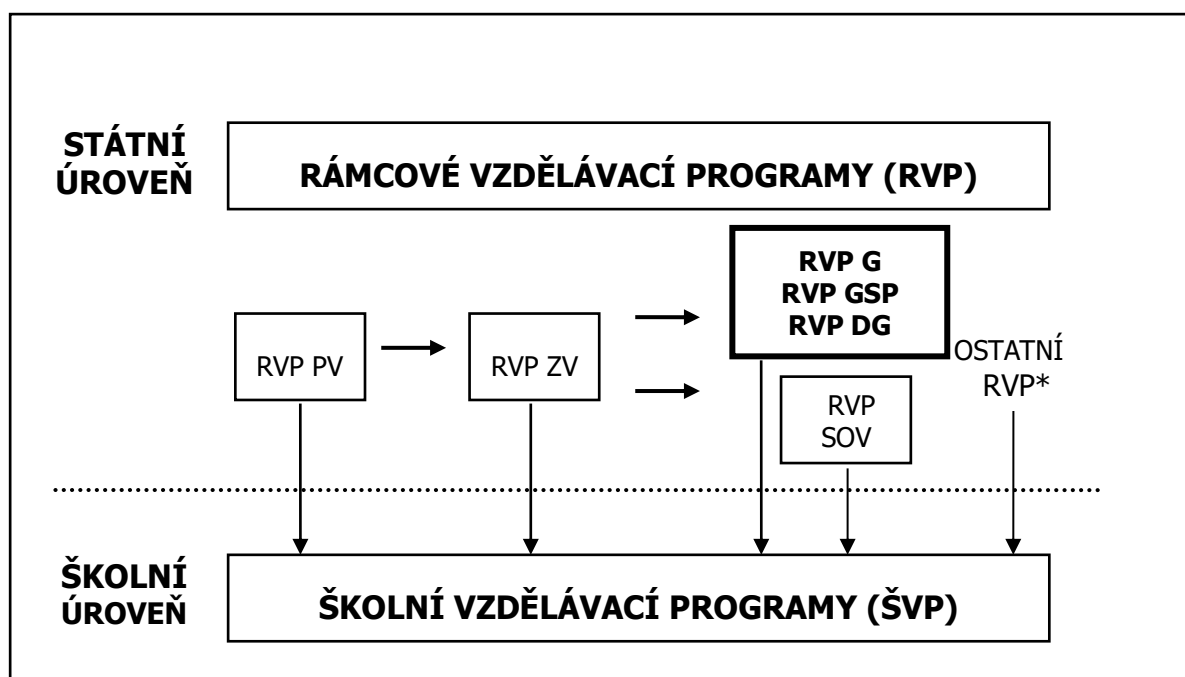 STÁTNÍ
ÚROVEŇ
RÁMCOVÉ VZDĚLÁVACÍ PROGRAMY (RVP)
RVP G
RVP GSP
RVP DG
RVP PV
RVP ZV
OSTATNÍ
RVP*
RVP
SOV
ŠKOLNÍ
ÚROVEŇ
ŠKOLNÍ VZDĚLÁVACÍ PROGRAMY (ŠVP)